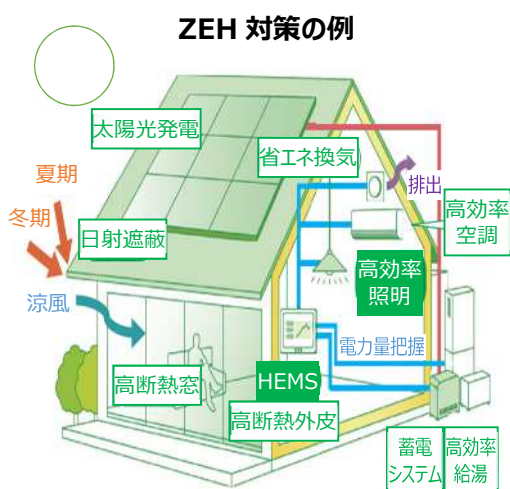 ZEH 対策の例
太陽光発電
省エネ換気
夏期
排出
冬期
高効率
空調
日射遮蔽
高効率
照明
涼風
電力量把握
高断熱窓
HEMS
高断熱外皮
蓄電
システム
高効率
給湯